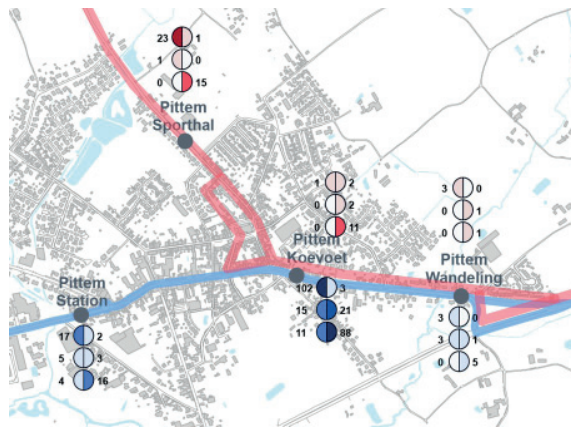 23 1
1 0
0 15
Pittem
Sporthal
1 2
0 2
0 11
3 0
0 1
0 1
Pittem
Koevoet
Pittem
Wandeling
Pittem
Station
102 3
15 21
11 88
3 0
3 1
0 5
17 2
5 3
4 16